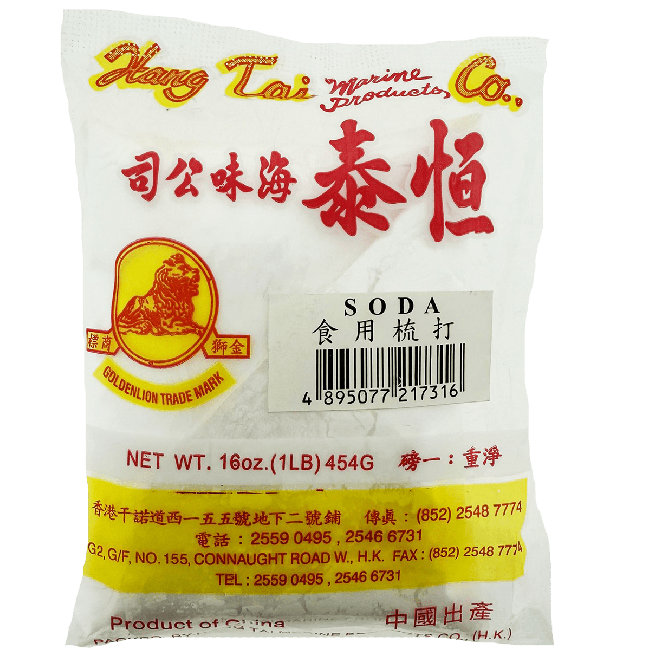 Hang Tai Marine Products, Co.,
司公味海泰恒
SODA
食用梳打
4 895077 217316
標商 獅金
GOLDENLION TRADE MARK
NET WT. 16oz.(1LB) 454G 磅一：重淨
香港干諾道西一五五號地下二號鋪 傳眞：(852) 2548 7774
電話：2559 0495 , 2546 6731
G2, G/F, NO. 155, CONNAUGHT ROAD W., H.K. FAX : (852) 2548 7774
TEL : 2559 0495 , 2546 6731
Product of China 中國出產
CO., (H.K.)